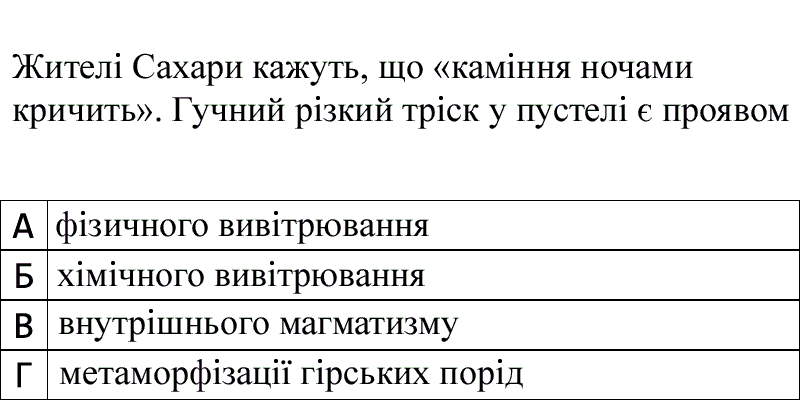 Жителі Сахари кажуть, що «каміння ночами
кричить». Гучний різкий тріск у пустелі є проявом
А фізичного вивітрювання
Б хімічного вивітрювання
В внутрішнього магматизму
Г метаморфізації гірських порід